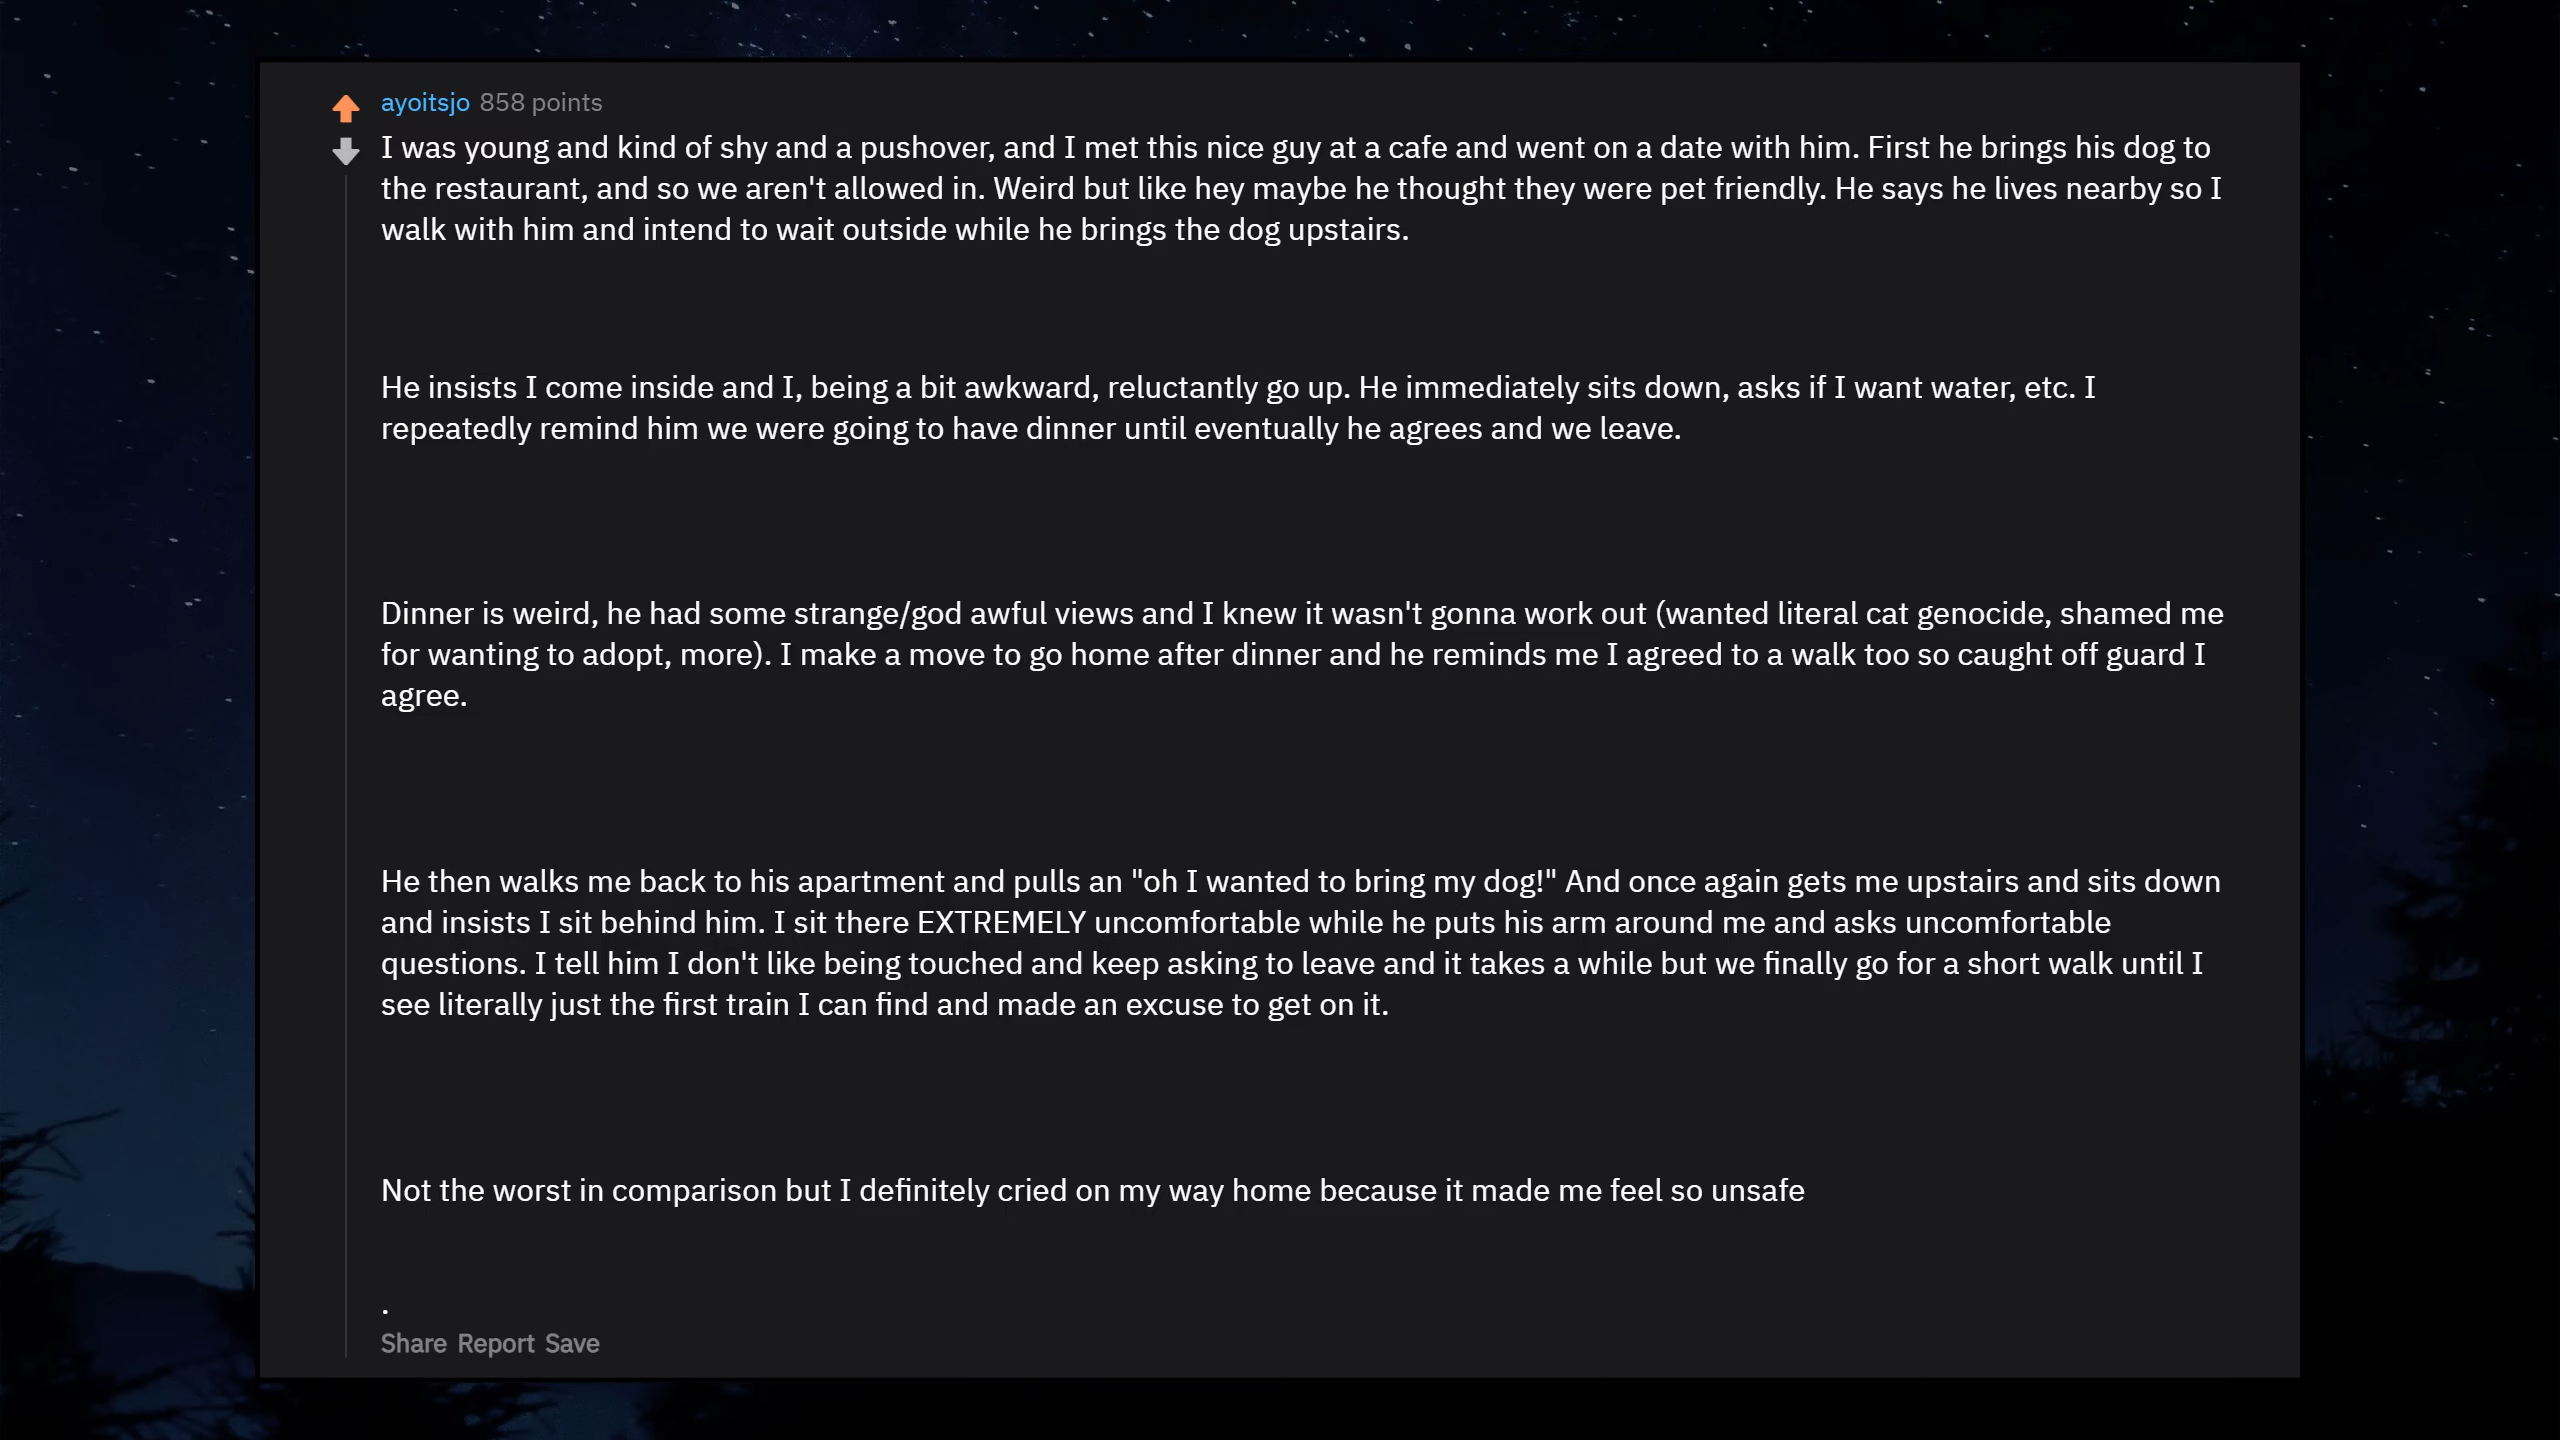 ayoitsjo 858 points
I was young and kind of shy and a pushover, and I met this nice guy at a cafe and went on a date with him. First he brings his dog to
the restaurant, and so we aren't allowed in. Weird but like hey maybe he thought they were pet friendly. He says he lives nearby so I
walk with him and intend to wait outside while he brings the dog upstairs.
He insists I come inside and I, being a bit awkward, reluctantly go up. He immediately sits down, asks if I want water, etc. I
repeatedly remind him we were going to have dinner until eventually he agrees and we leave.
Dinner is weird, he had some strange/god awful views and I knew it wasn't gonna work out (wanted literal cat genocide, shamed me
for wanting to adopt, more). I make a move to go home after dinner and he reminds me I agreed to a walk too so caught off guard I
agree.
He then walks me back to his apartment and pulls an "oh I wanted to bring my dog!" And once again gets me upstairs and sits down
and insists I sit behind him. I sit there EXTREMELY uncomfortable while he puts his arm around me and asks uncomfortable
questions. I tell him I don't like being touched and keep asking to leave and it takes a while but we finally go for a short walk until I
see literally just the first train I can find and made an excuse to get on it.
Not the worst in comparison but I definitely cried on my way home because it made me feel so unsafe
.
Share Report Save